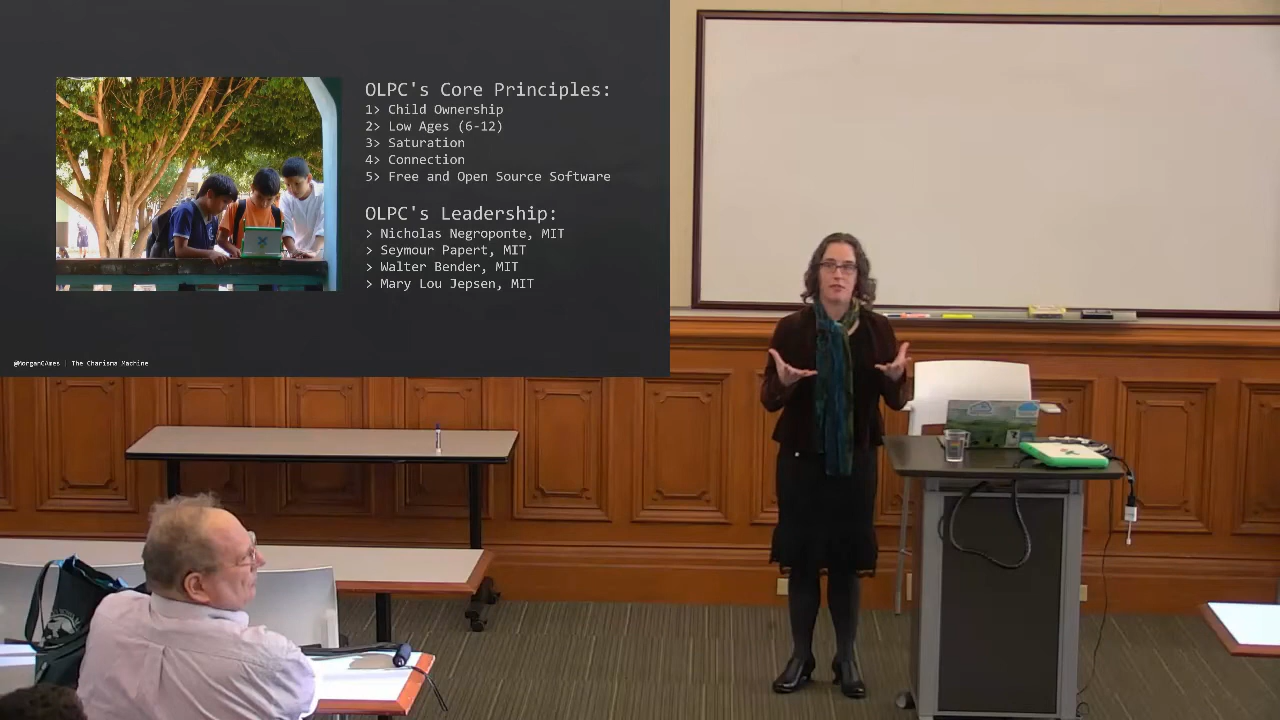 OLPC's Core Principles:
1> Child Ownership
2> Low Ages (6-12)
3> Saturation
4> Connection
5> Free and Open Source Software
OLPC's Leadership:
> Nicholas Negroponte, MIT
> Seymour Papert, MIT
> Walter Bender, MIT
> Mary Lou Jepsen, MIT
@MorganGAmes | The Charisma Machine